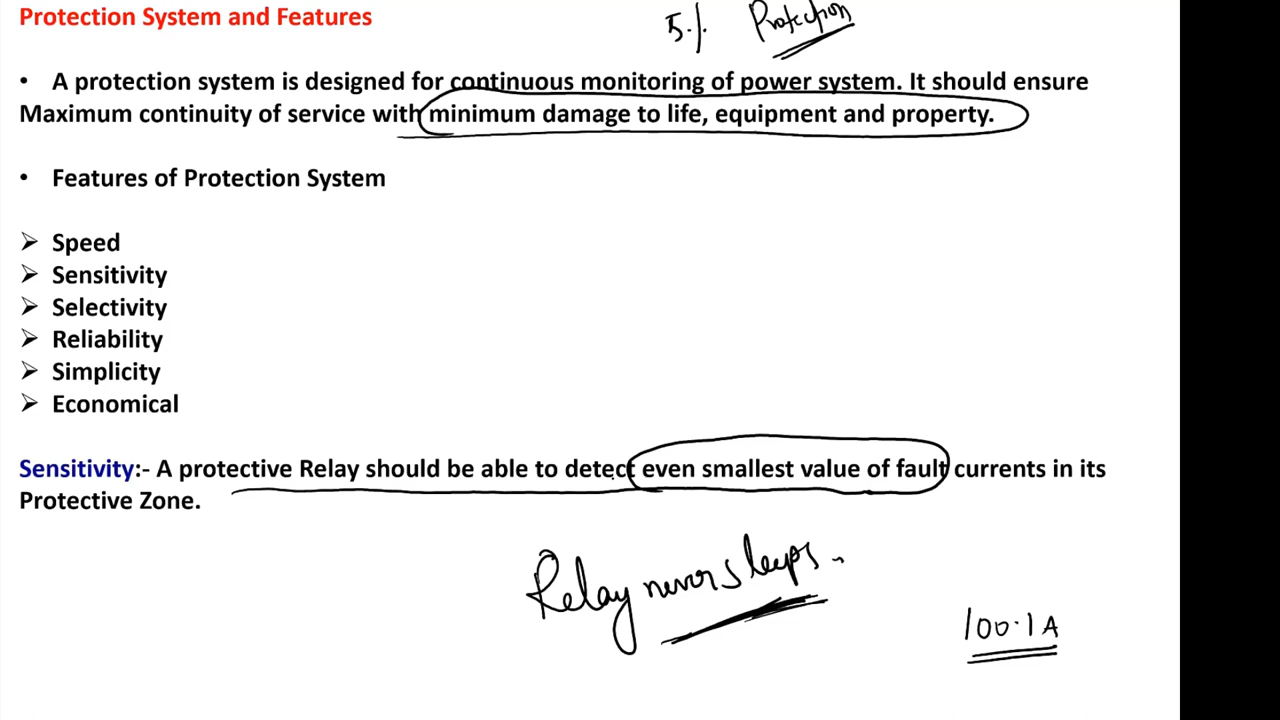 Protection System and Features
5.1. Protection
• A protection system is designed for continuous monitoring of power system. It should ensure
Maximum continuity of service with minimum damage to life, equipment and property.
• Features of Protection System
➢ Speed
➢ Sensitivity
➢ Selectivity
➢ Reliability
➢ Simplicity
➢ Economical
Sensitivity:- A protective Relay should be able to detect even smallest value of fault currents in its
Protective Zone.
Relay never sleeps.
100.1A